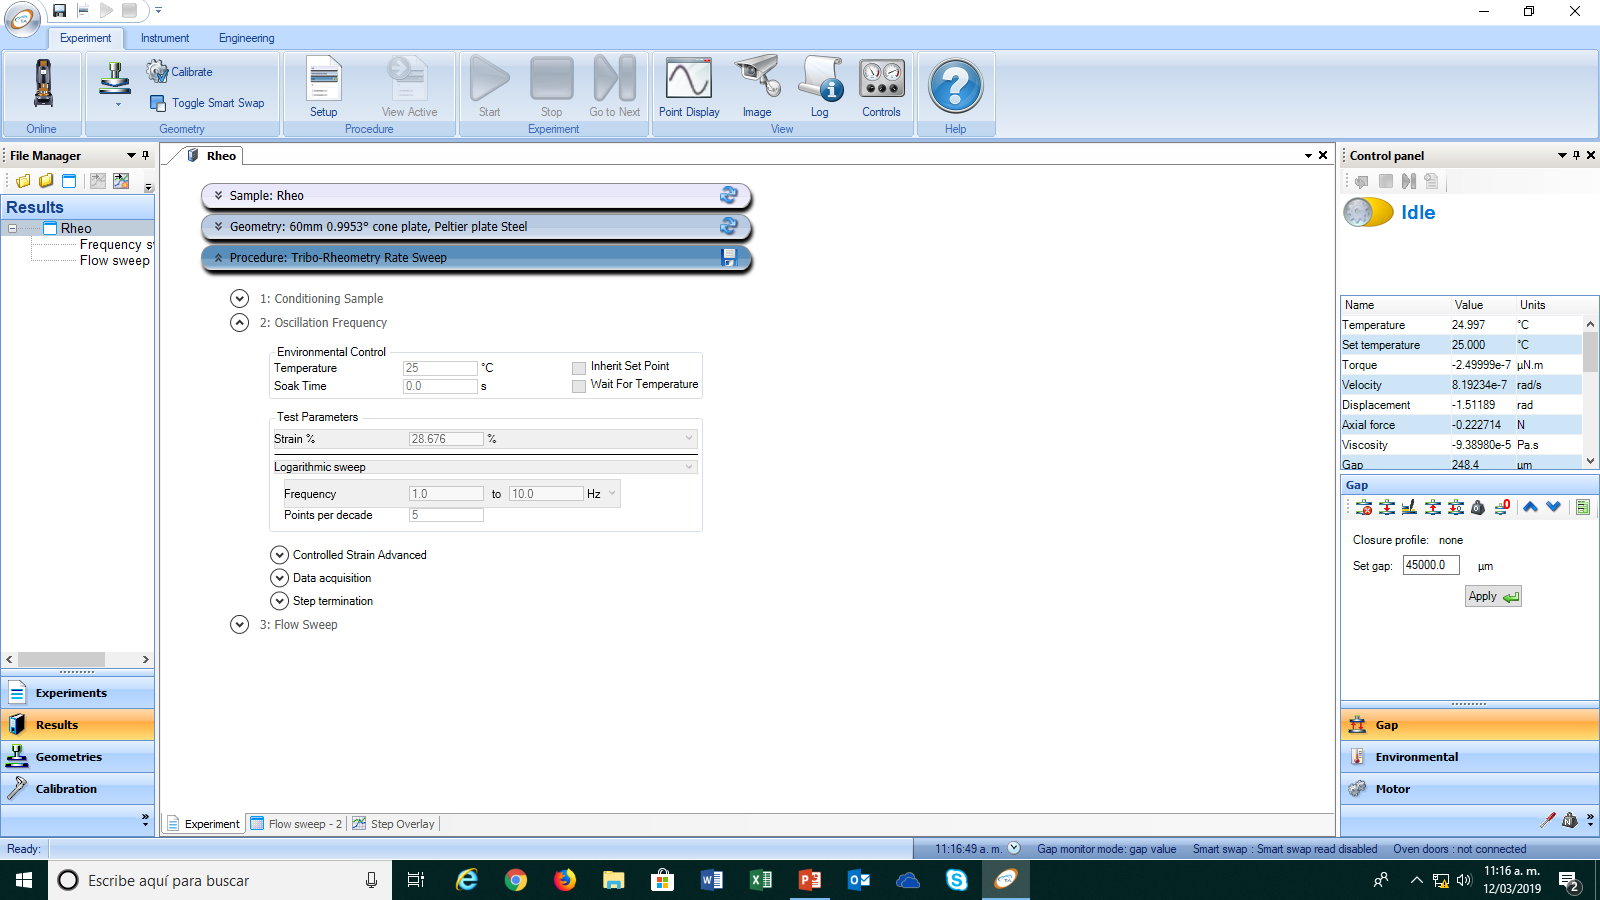 Experiment Instrument Engineering
Calibrate
Toggle Smart Swap
Setup View Active Start Stop Go to Next Point Display Image Log Controls
Online Geometry Procedure Experiment View Help
File Manager
Results
Rheo
Frequency s
Flow sweep
Experiments
Results
Geometries
Calibration
Rheo
Sample: Rheo
Geometry: 60mm 0.9953° cone plate, Peltier plate Steel
Procedure: Tribo-Rheometry Rate Sweep
1: Conditioning Sample
2: Oscillation Frequency
Environmental Control
Temperature 25 °C Inherit Set Point
Soak Time 0.0 s Wait For Temperature
Test Parameters
Strain % 28.676 %
Logarithmic sweep
Frequency 1.0 to 10.0 Hz
Points per decade 5
Controlled Strain Advanced
Data acquisition
Step termination
3: Flow Sweep
Experiment Flow sweep - 2 Step Overlay
Control panel
Idle
Name Value Units
Temperature 24.997 °C
Set temperature 25.000 °C
Torque -2.49999e-7 µN.m
Velocity 8.19234e-7 rad/s
Displacement -1.51189 rad
Axial force -0.222714 N
Viscosity -9.38980e-5 Pa.s
Gap 248.4 µm
Gap
Closure profile: none
Set gap: 45000.0 µm
Apply
Gap
Environmental
Motor
Ready: 11:16:49 a. m. Gap monitor mode: gap value Smart swap : Smart swap read disabled Oven doors : not connected
Escribe aquí para buscar
11:16 a. m.
12/03/2019
2